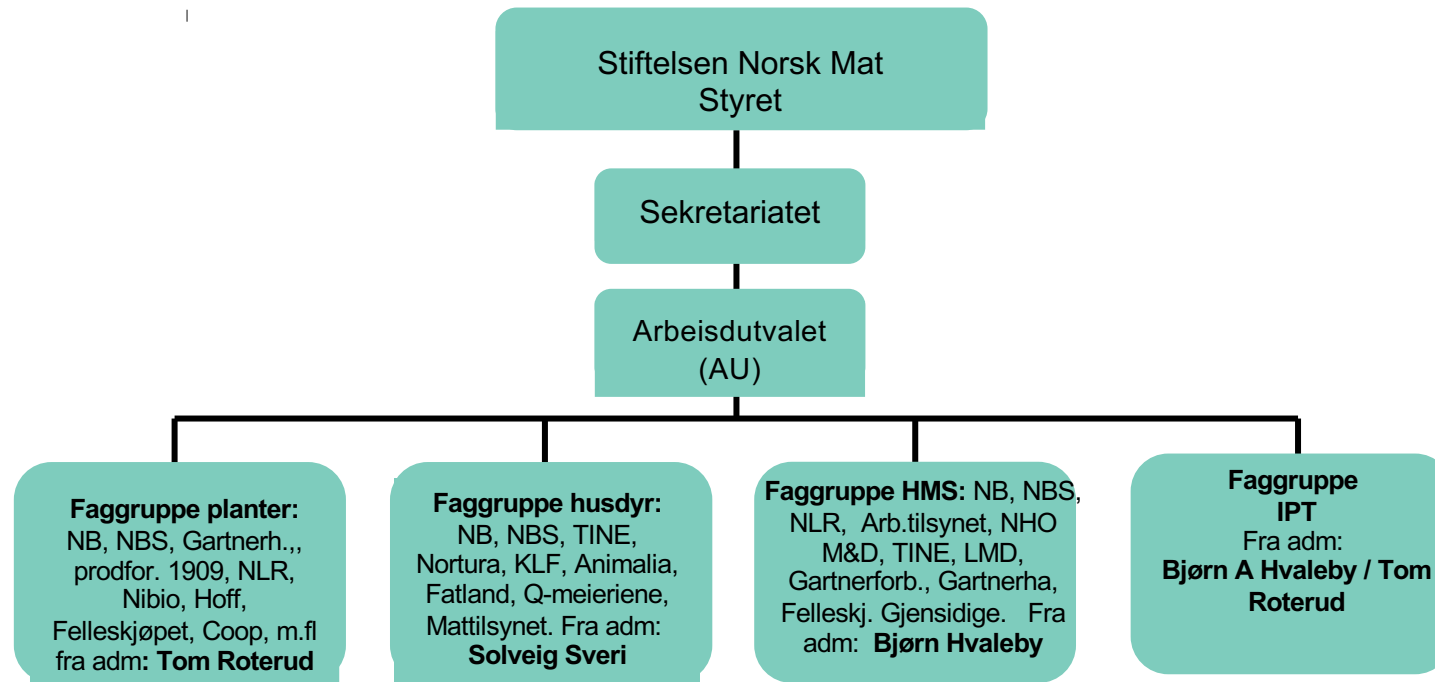 Stiftelsen Norsk Mat
Styret
Sekretariatet
Arbeisdutvalet
(AU)
Faggruppe planter:
NB, NBS, Gartnerh.,,
prodfor. 1909, NLR,
Nibio, Hoff,
Felleskjøpet, Coop, m.fl
fra adm: Tom Roterud
Faggruppe husdyr:
NB, NBS, TINE,
Nortura, KLF, Animalia,
Fatland, Q-meieriene,
Mattilsynet. Fra adm:
Solveig Sveri
Faggruppe HMS: NB, NBS,
NLR, Arb.tilsynet, NHO
M&D, TINE, LMD,
Gartnerforb., Gartnerha,
Felleskj. Gjensidige. Fra
adm: Bjørn Hvaleby
Faggruppe
IPT
Fra adm:
Bjørn A Hvaleby / Tom
Roterud